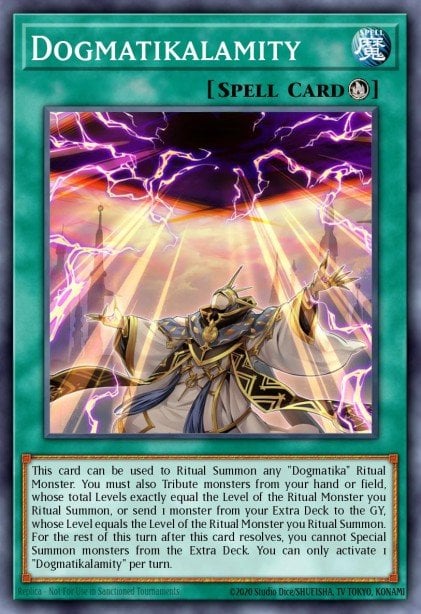 DOGMATIKALAMITY
SPELL
魔
[SPELL CARD]
This card can be used to Ritual Summon any "Dogmatika" Ritual
Monster. You must also Tribute monsters from your hand or field,
whose total Levels exactly equal the Level of the Ritual Monster you
Ritual Summon, or send 1 monster from your Extra Deck to the GY,
whose Level equals the Level of the Ritual Monster you Ritual Summon.
For the rest of this turn after this card resolves, you cannot Special
Summon monsters from the Extra Deck. You can only activate 1
"Dogmatikalamity" per turn.
Replica - Not For Use in Sanctioned Tournaments ©2020 Studio Dice/SHUEISHA, TV TOKYO, KONAMI